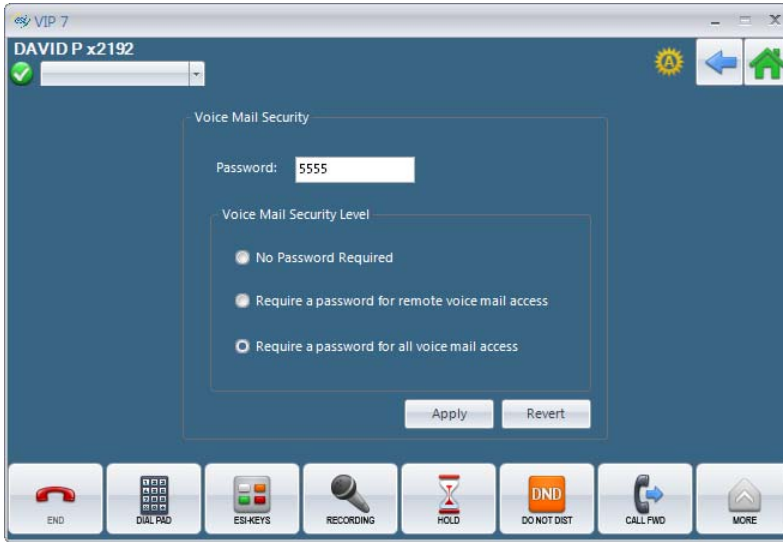 esi VIP 7
DAVID P x2192
A
Voice Mail Security
Password: 5555
Voice Mail Security Level
No Password Required
Require a password for remote voice mail access
Require a password for all voice mail access
Apply Revert
DND
END DIAL PAD ESI-KEYS RECORDING HOLD DO NOT DIST CALL FWD MORE